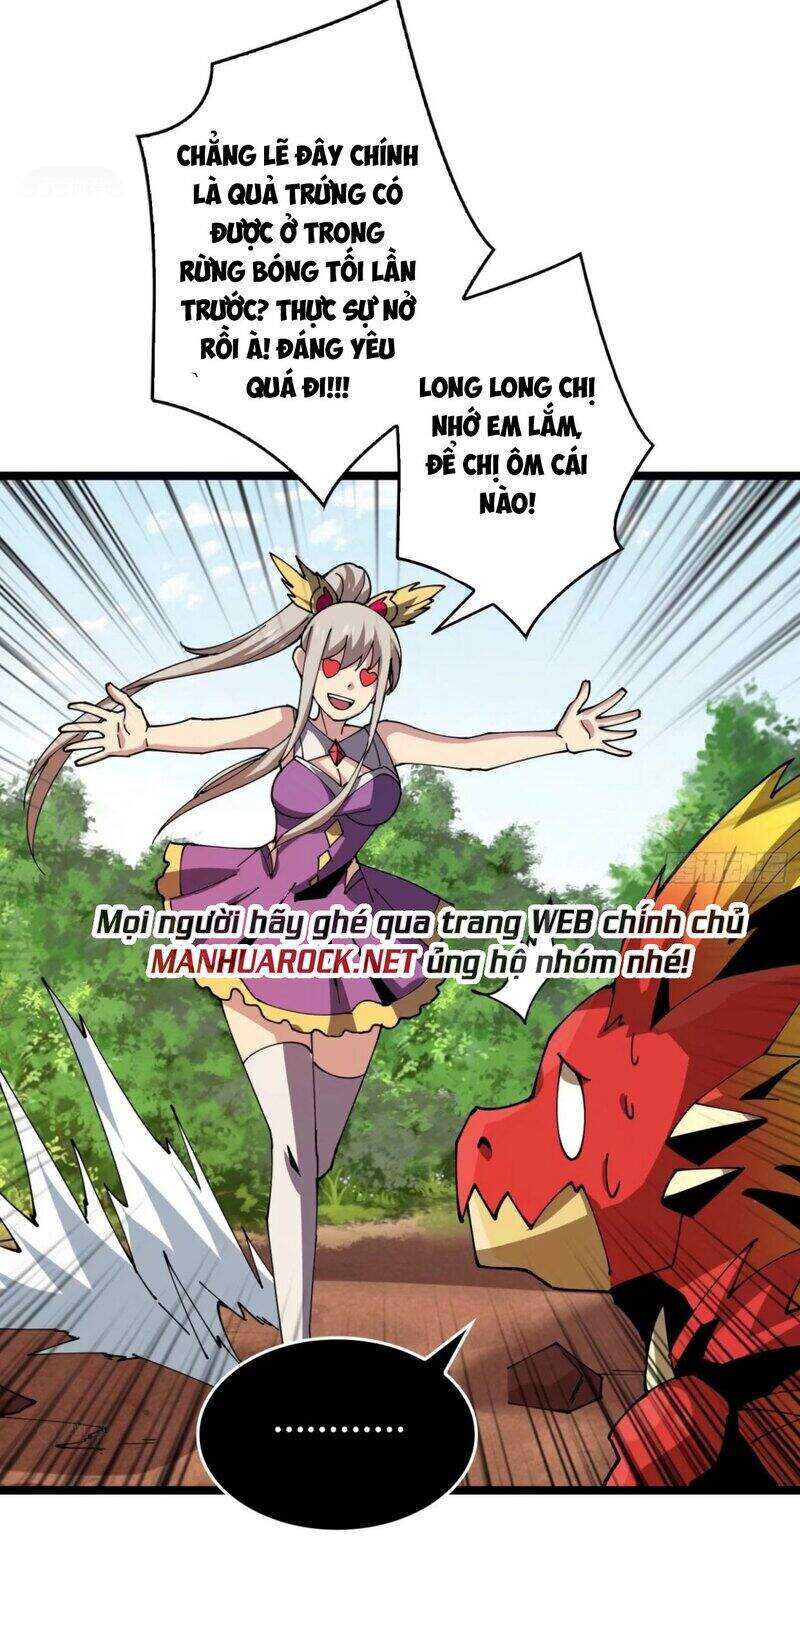 CHẲNG LẼ ĐÂY CHÍNH
LÀ QUẢ TRỨNG CÓ
ĐƯỢC Ở TRONG
RỪNG BÓNG TỐI LẦN
TRƯỚC? THỰC SỰ NỞ
RỒI À! ĐÁNG YÊU
QUÁ ĐI!!!
LONG LONG CHỊ
NHỚ EM LẮM,
ĐỂ CHỊ ÔM CÁI
NÀO!
Mọi người hãy ghé qua trang WEB chính chủ
MANHUAROCK.NET ủng hộ nhóm nhé!
............